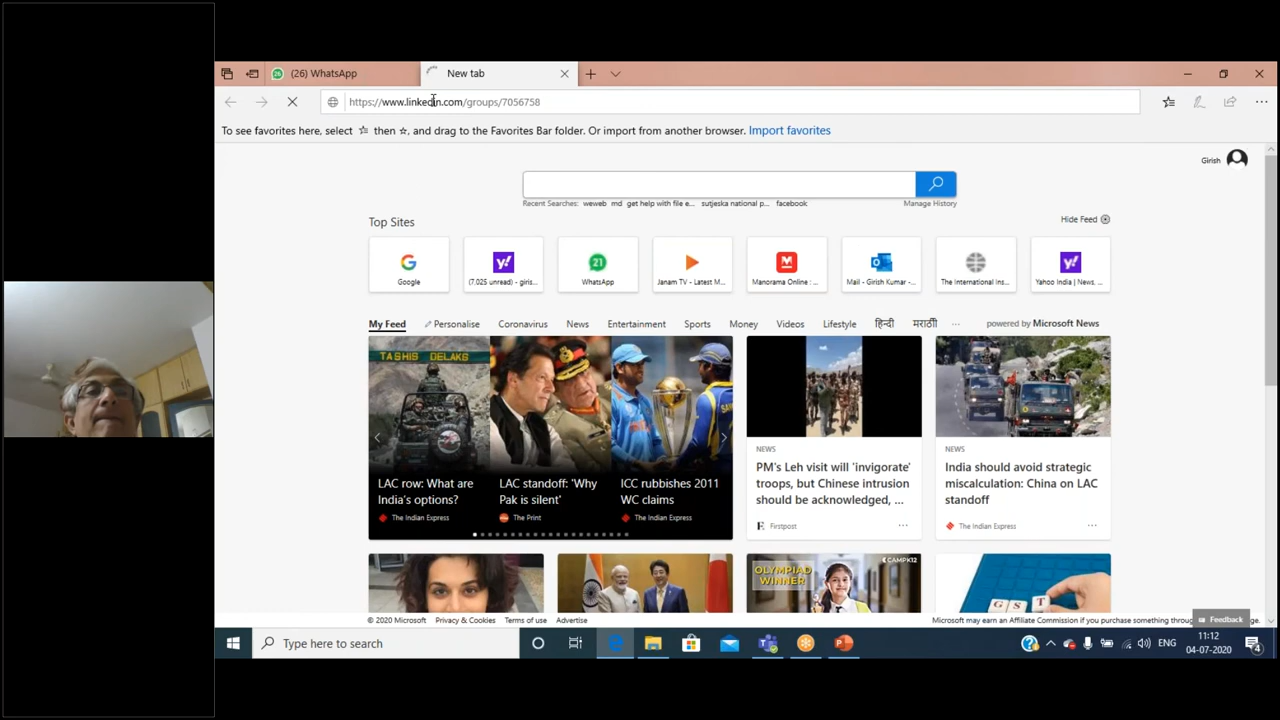 (26) WhatsApp
New tab
https://www.linkedin.com/groups/7056758
To see favorites here, select ☆ then ☆, and drag to the Favorites Bar folder. Or import from another browser. Import favorites
Girish
Recent Searches: weweb md get help with file e... sutjeska national p... facebook
Manage History
Top Sites
Hide Feed
Google
(7,025 unread) - giris...
21
WhatsApp
Janam TV - Latest M...
Manorama Online : ...
Mail - Girish Kumar -...
The International Ins...
Yahoo India | News, ...
My Feed
Personalise
Coronavirus
News
Entertainment
Sports
Money
Videos
Lifestyle
हिन्दी
मराठी
...
powered by Microsoft News
TASHIS DELAKS
LAC row: What are
India's options?
The Indian Express
LAC standoff: 'Why
Pak is silent'
The Print
ICC rubbishes 2011
WC claims
The Indian Express
NEWS
PM's Leh visit will 'invigorate'
troops, but Chinese intrusion
should be acknowledged, ...
Firstpost
NEWS
India should avoid strategic
miscalculation: China on LAC
standoff
The Indian Express
OLYMPIAD
WINNER
CAMPK12
G S T
© 2020 Microsoft
Privacy & Cookies
Terms of use
Advertise
Microsoft may earn an Affiliate Commission if you purchase something throug
ge.
Feedback
Type here to search
ENG
11:12
04-07-2020
4